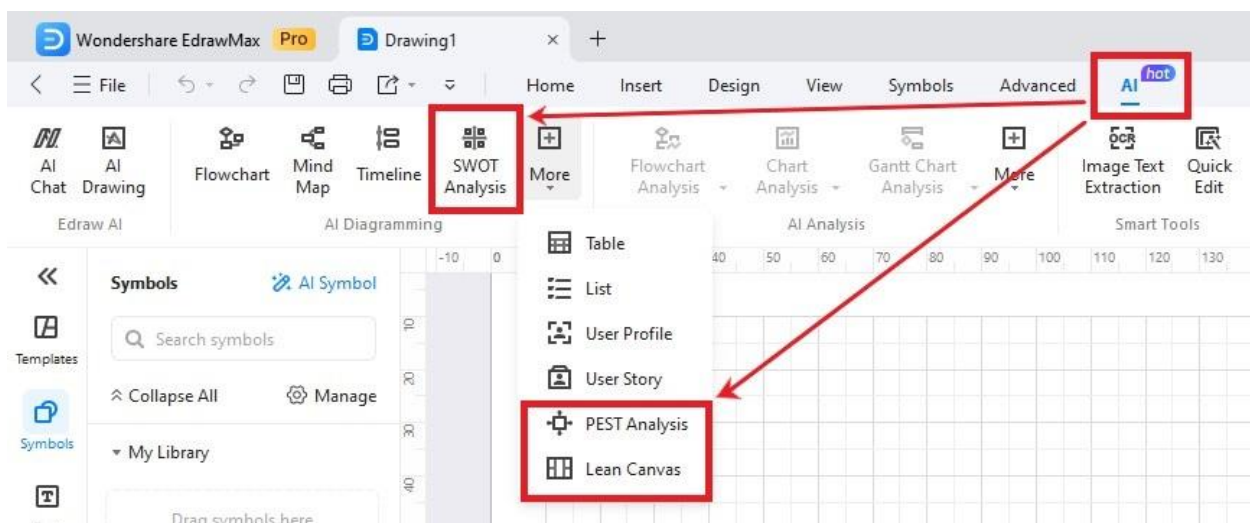 Wondershare EdrawMax Pro Drawing1
File Home Insert Design View Symbols Advanced AI hot
AI Chat
AI Drawing
Flowchart
Mind Map
Timeline
SWOT Analysis
More
Flowchart Analysis
Chart Analysis
Gantt Chart Analysis
More
Image Text Extraction
Quick Edit
Edraw AI AI Diagramming AI Analysis Smart Tools
-10 0 40 50 60 70 80 90 100 110 120 130
Symbols AI Symbol
Search symbols
Templates
Collapse All Manage
Symbols
My Library
Drag symbols here
10
20
30
40
Table
List
User Profile
User Story
PEST Analysis
Lean Canvas